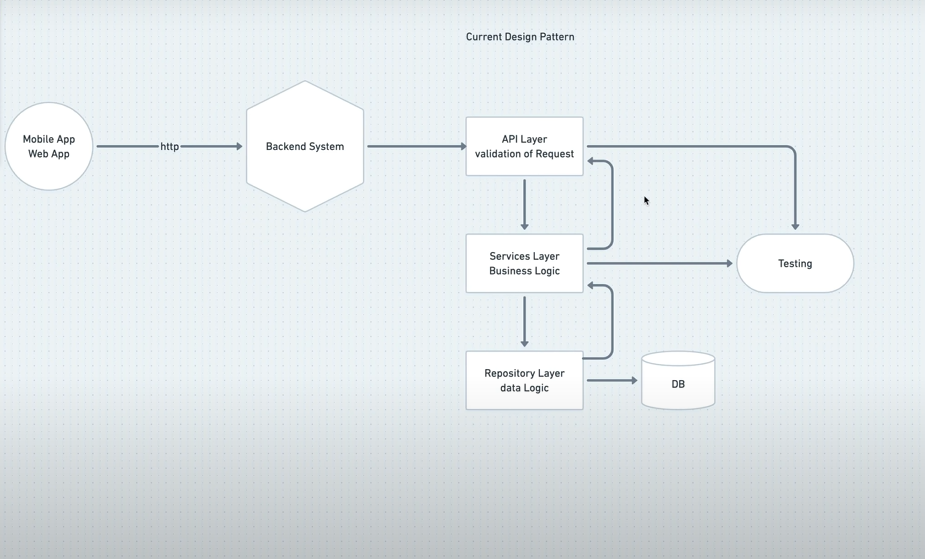 Current Design Pattern
Mobile App
Web App
http
Backend System
API Layer
validation of Request
Services Layer
Business Logic
Testing
Repository Layer
data Logic
DB